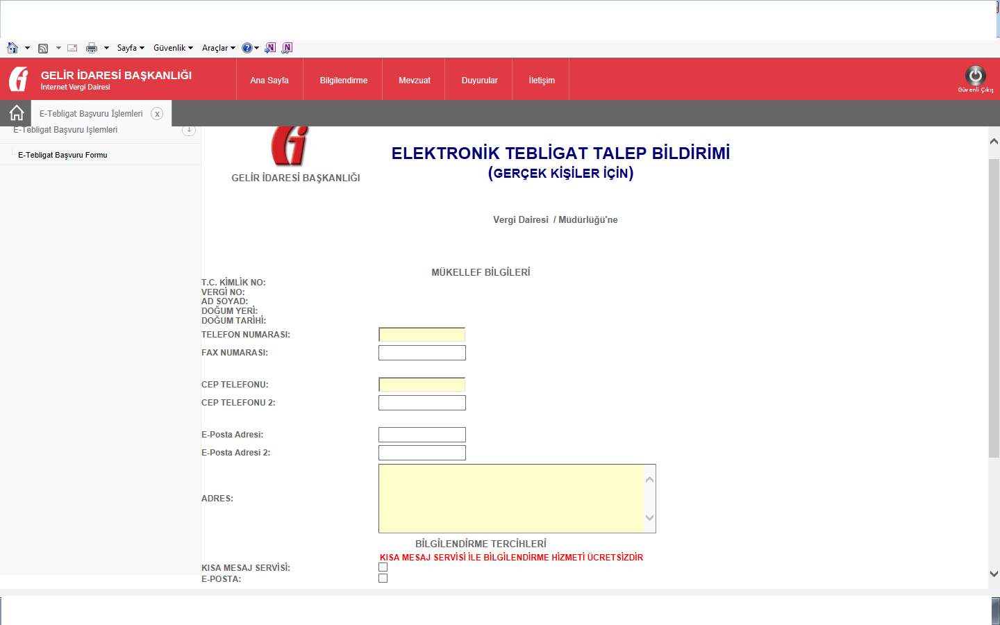 Sayfa Güvenlik Araçlar
GELİR İDARESİ BAŞKANLIĞI
İnternet Vergi Dairesi
Ana Sayfa Bilgilendirme Mevzuat Duyurular İletişim
Güvenli Çıkış
E-Tebligat Başvuru İşlemleri x
E-Tebligat Başvuru İşlemleri
E-Tebligat Başvuru Formu
GELİR İDARESİ BAŞKANLIĞI
ELEKTRONİK TEBLİGAT TALEP BİLDİRİMİ
(GERÇEK KİŞİLER İÇİN)
Vergi Dairesi / Müdürlüğü'ne
MÜKELLEF BİLGİLERİ
T.C. KİMLİK NO:
VERGİ NO:
AD SOYAD:
DOĞUM YERİ:
DOĞUM TARİHİ:
TELEFON NUMARASI:
FAX NUMARASI:
CEP TELEFONU:
CEP TELEFONU 2:
E-Posta Adresi:
E-Posta Adresi 2:
ADRES:
BİLGİLENDİRME TERCİHLERİ
KISA MESAJ SERVİSİ İLE BİLGİLENDİRME HİZMETİ ÜCRETSİZDİR
KISA MESAJ SERVİSİ:
E-POSTA: